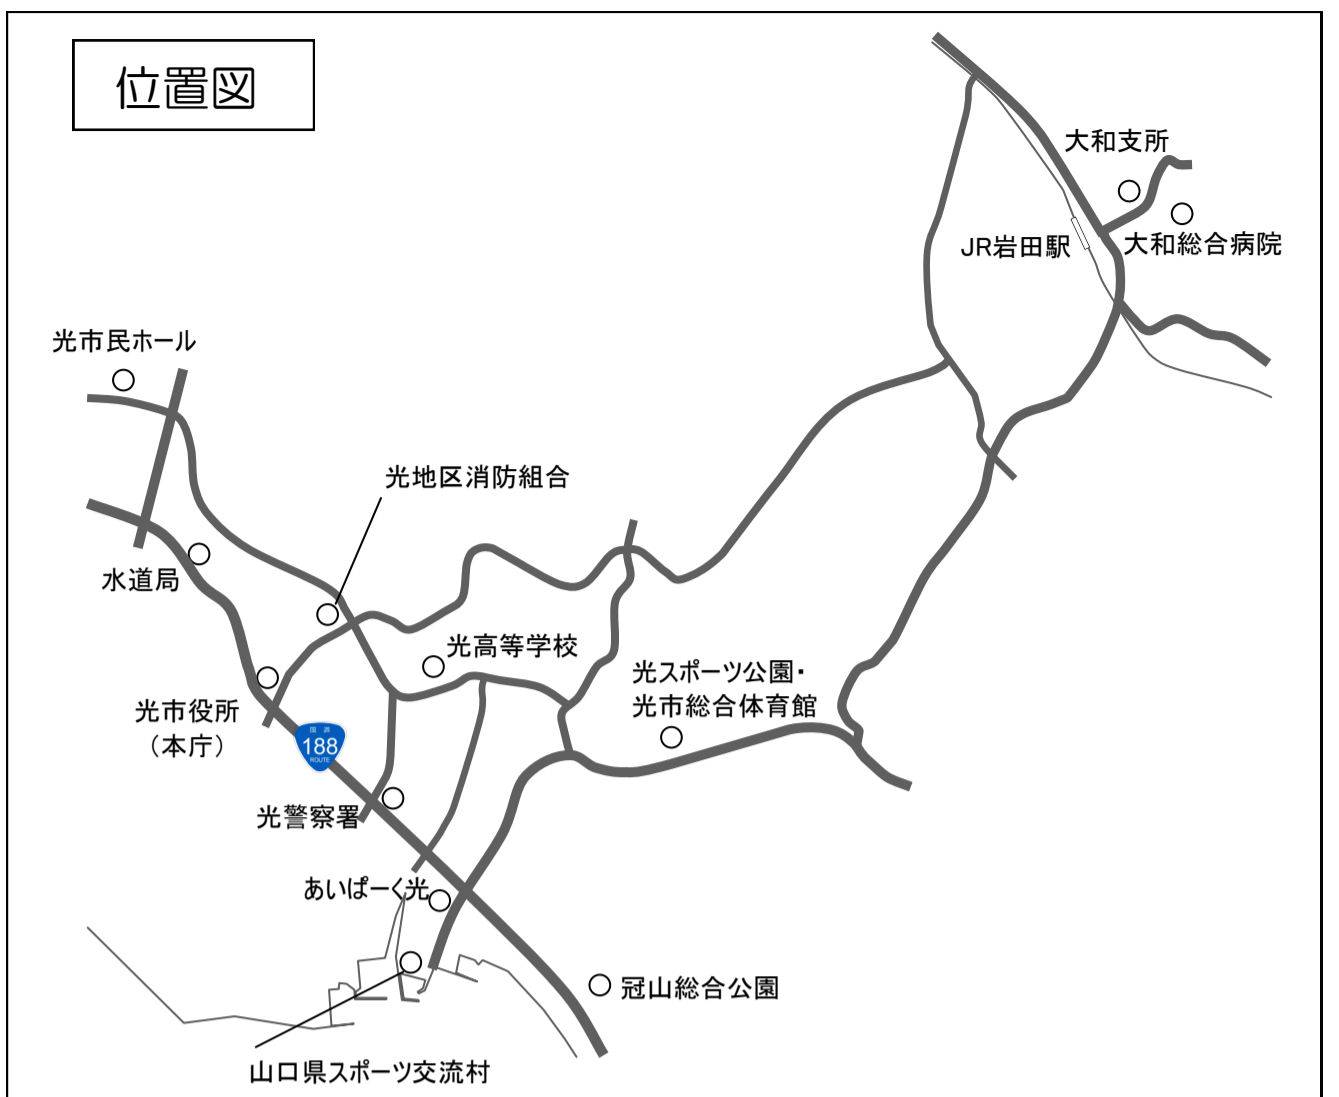 位置図
大和支所
JR岩田駅
大和総合病院
光市民ホール
光地区消防組合
水道局
光高等学校
光スポーツ公園・
光市総合体育館
光市役所
（本庁）
国道
188
ROUTE
光警察署
あいぱーく光
冠山総合公園
山口県スポーツ交流村